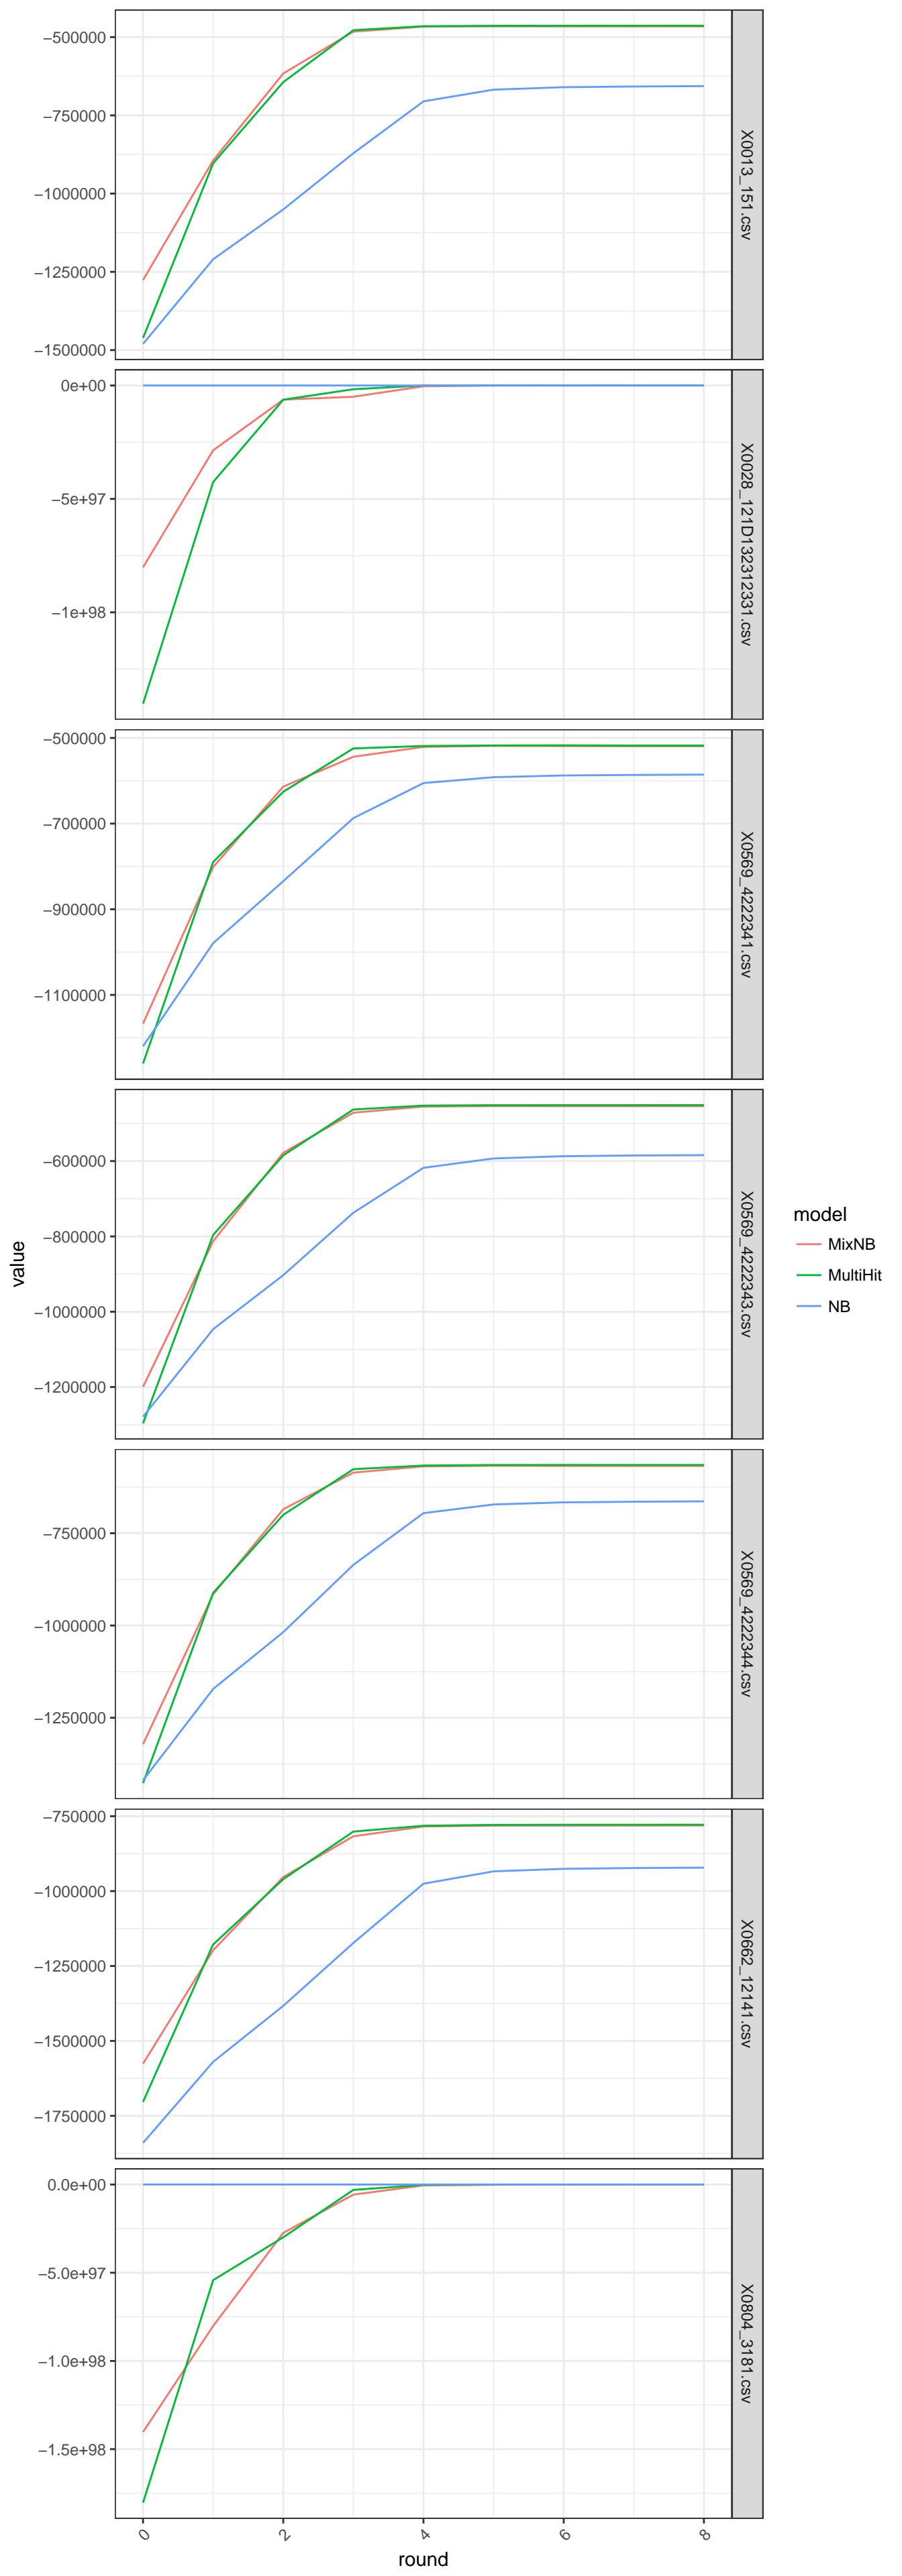 −500000
−750000
−1000000
−1250000
−1500000
X0013_151.csv
0e+00
−5e+97
−1e+98
X0028_121D132312331.csv
−500000
−700000
−900000
−1100000
X0569_4222341.csv
−600000
−800000
−1000000
−1200000
X0569_4222343.csv
−750000
−1000000
−1250000
X0569_4222344.csv
−750000
−1000000
−1250000
−1500000
−1750000
X0662_12141.csv
0.0e+00
−5.0e+97
−1.0e+98
−1.5e+98
X0804_3181.csv
0 2 4 6 8
round
value
model
MixNB
MultiHit
NB